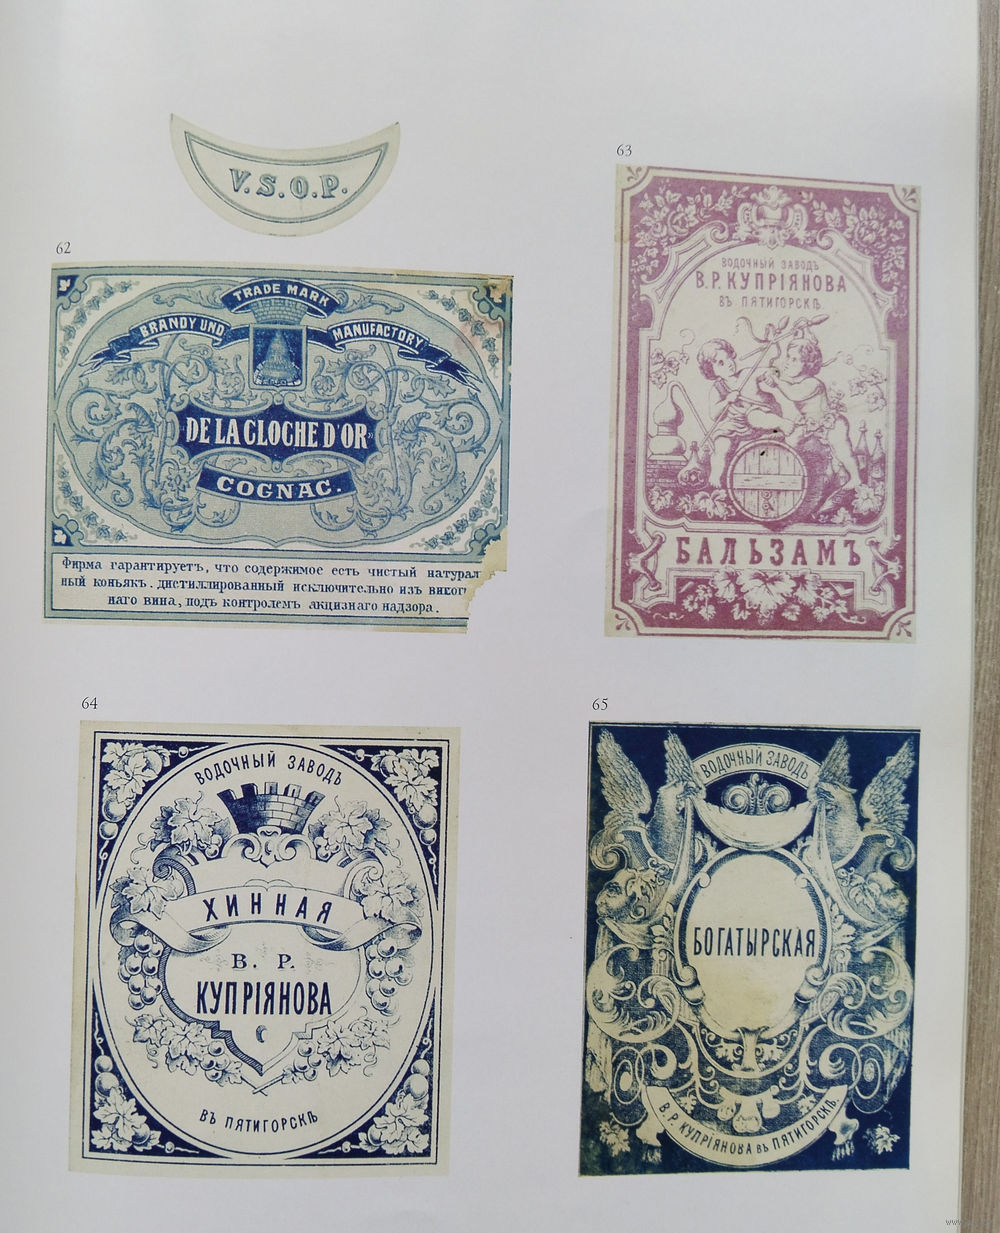 V.S.O.P.
62
TRADE MARK
BRANDY UND MANUFACTORY
DE LA CLOCHE D'OR»
COGNAC.
Фирма гарантируетъ, что содержимое есть чистый натурал
ный коньякъ. дистиллированный исключительно изъ
наго вина, подъ контролемъ акцизнаго надзора.
63
ВОДОЧНЫЙ ЗАВОДЪ
В. Р. КУПРІЯНОВА
ВЪ ПЯТИГОРСКѢ
БАЛЬЗАМЪ
64
ВОДОЧНЫЙ ЗАВОДЪ
ХИННАЯ
В. Р.
КУПРІЯНОВА
ВЪ ПЯТИГОРСКѢ
65
ВОДОЧНЫЙ ЗАВОДЪ
БОГАТЫРСКАЯ
В. Р. КУПРІЯНОВА ВЪ ПЯТИГОРСКѢ.